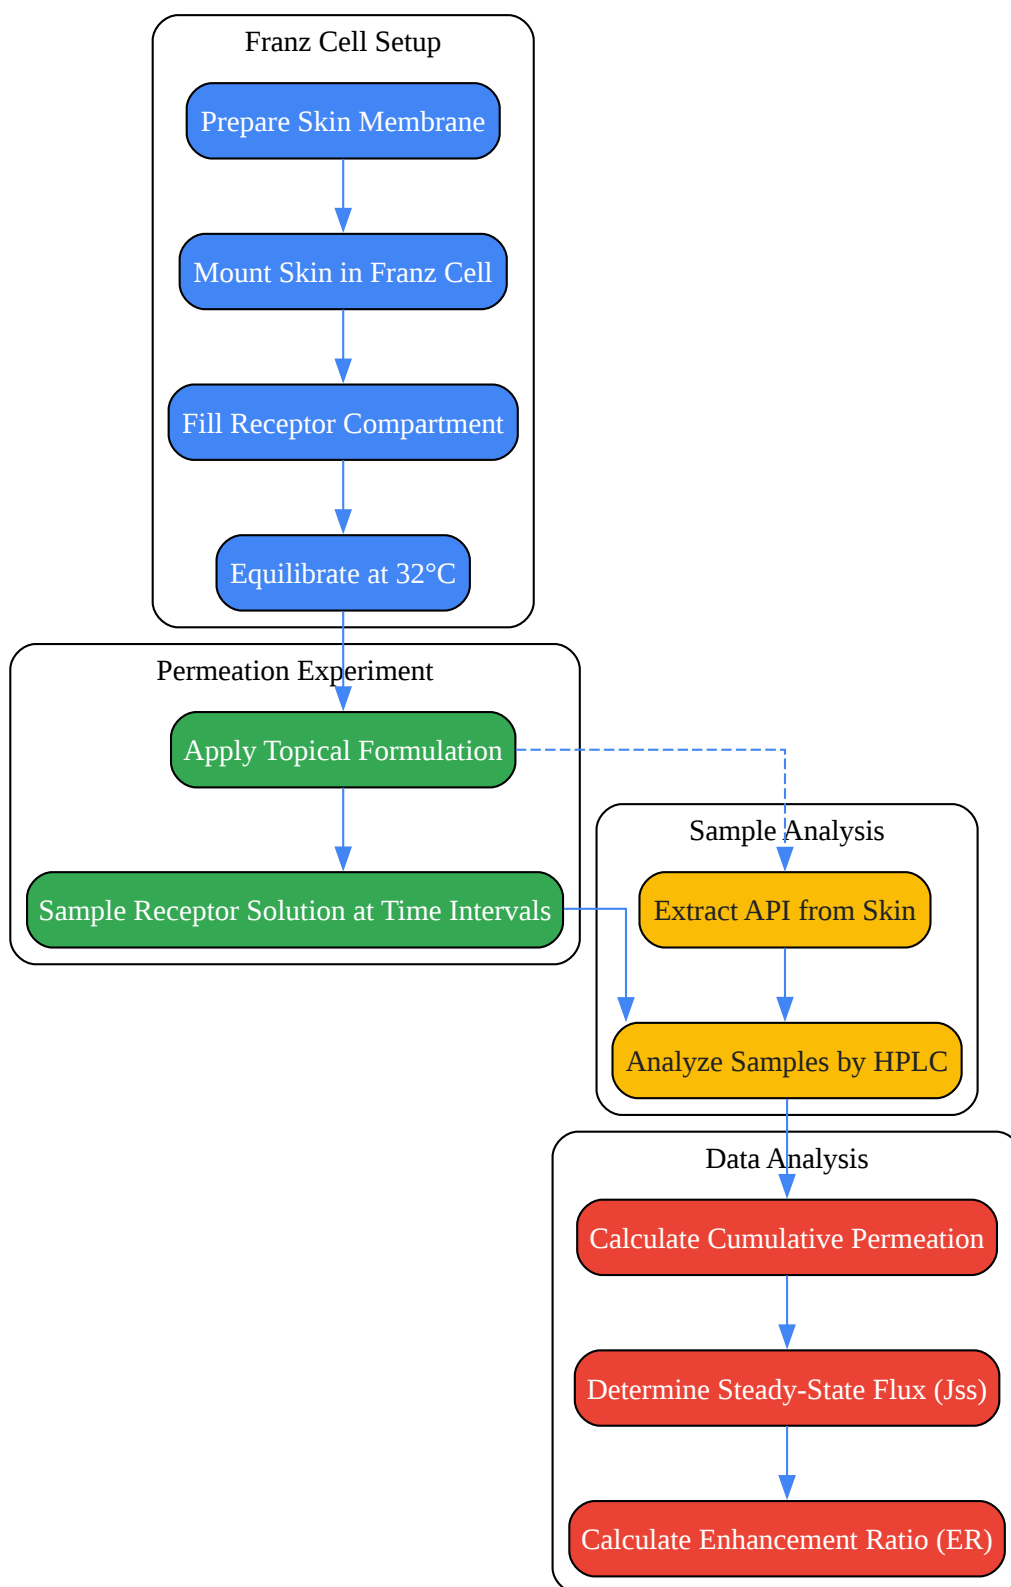 Franz Cell Setup
Prepare Skin Membrane
Mount Skin in Franz Cell
Fill Receptor Compartment
Equilibrate at 32°C
Permeation Experiment
Apply Topical Formulation
Sample Receptor Solution at Time Intervals
Sample Analysis
Extract API from Skin
Analyze Samples by HPLC
Data Analysis
Calculate Cumulative Permeation
Determine Steady-State Flux (Jss)
Calculate Enhancement Ratio (ER)